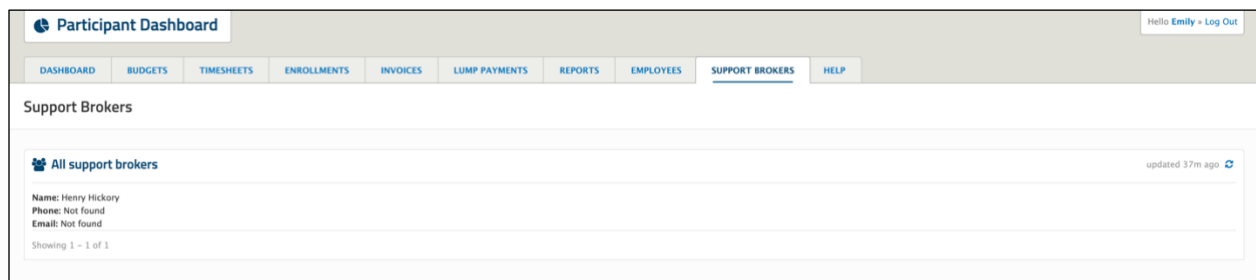 Participant Dashboard
Hello Emily » Log Out
DASHBOARD BUDGETS TIMESHEETS ENROLLMENTS INVOICES LUMP PAYMENTS REPORTS EMPLOYEES SUPPORT BROKERS HELP
Support Brokers
All support brokers
updated 37m ago
Name: Henry Hickory
Phone: Not found
Email: Not found
Showing 1 – 1 of 1